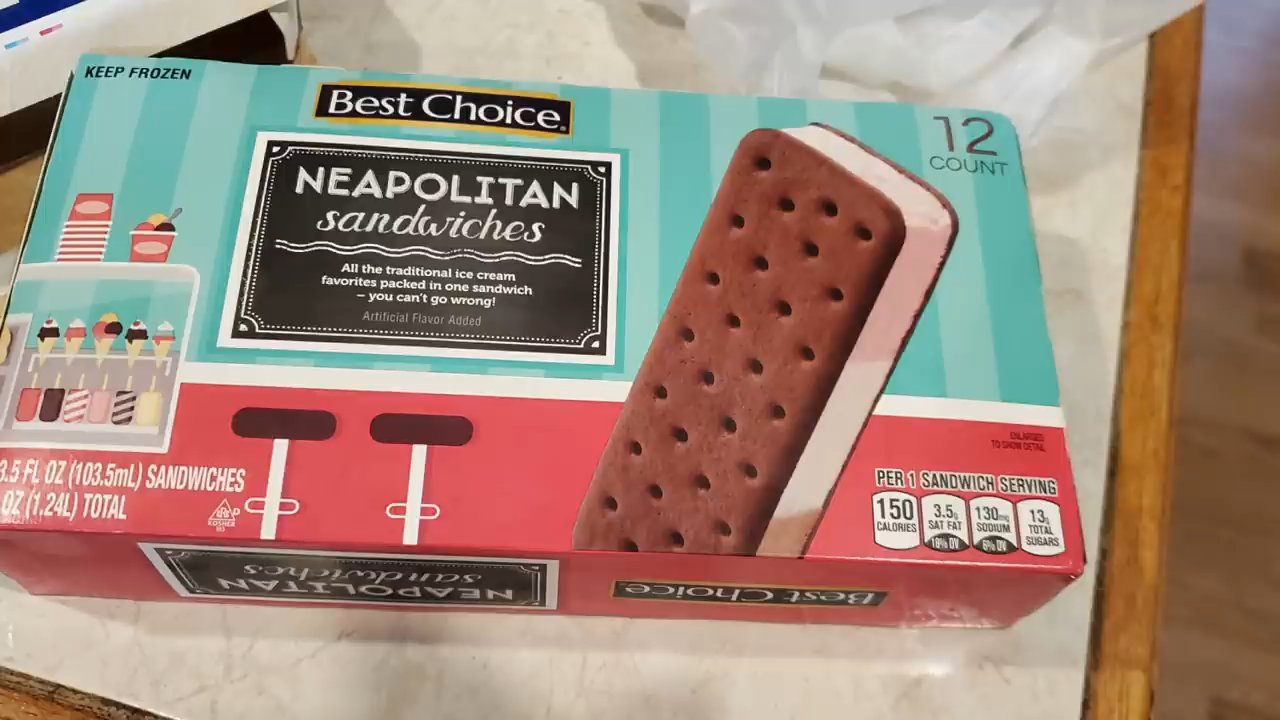 KEEP FROZEN
Best Choice®
12
COUNT
NEAPOLITAN
sandwiches
All the traditional ice cream
favorites packed in one sandwich
– you can't go wrong!
Artificial Flavor Added
ENLARGED
TO SHOW DETAIL
3.5 FL OZ (103.5mL) SANDWICHES
OZ (1.24L) TOTAL
KOSHER
PER 1 SANDWICH SERVING
150
CALORIES
3.5g
SAT FAT
18% DV
130mg
SODIUM
6% DV
13g
TOTAL
SUGARS
NEAPOLITAN
sandwiches
Best Choice®